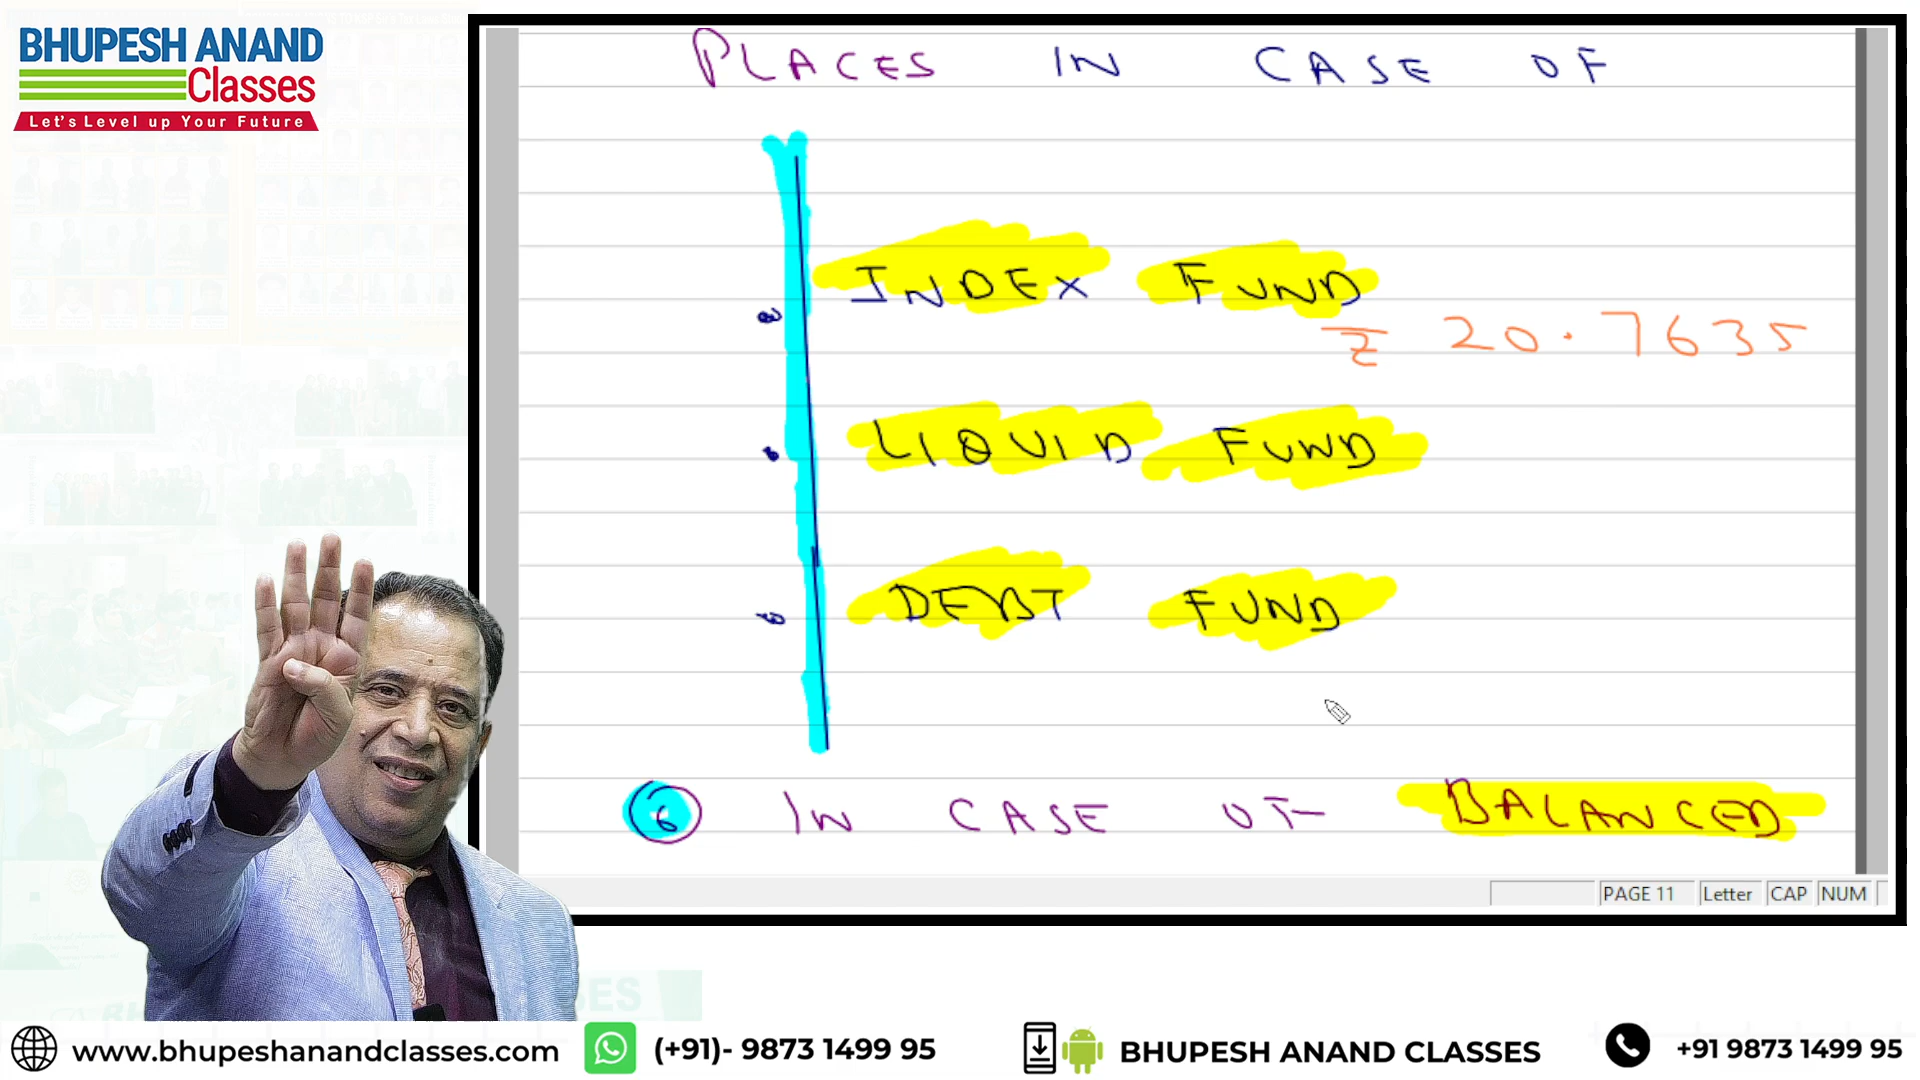 BHUPESH ANAND
Classes
Let's Level up Your Future
PLACES IN CASE OF
INDEX FUND
₹ 20.7635
LIQUID FUND
DEBT FUND
6 IN CASE OF BALANCED
PAGE 11 Letter CAP NUM
www.bhupeshanandclasses.com
(+91)- 9873 1499 95
BHUPESH ANAND CLASSES
+91 9873 1499 95